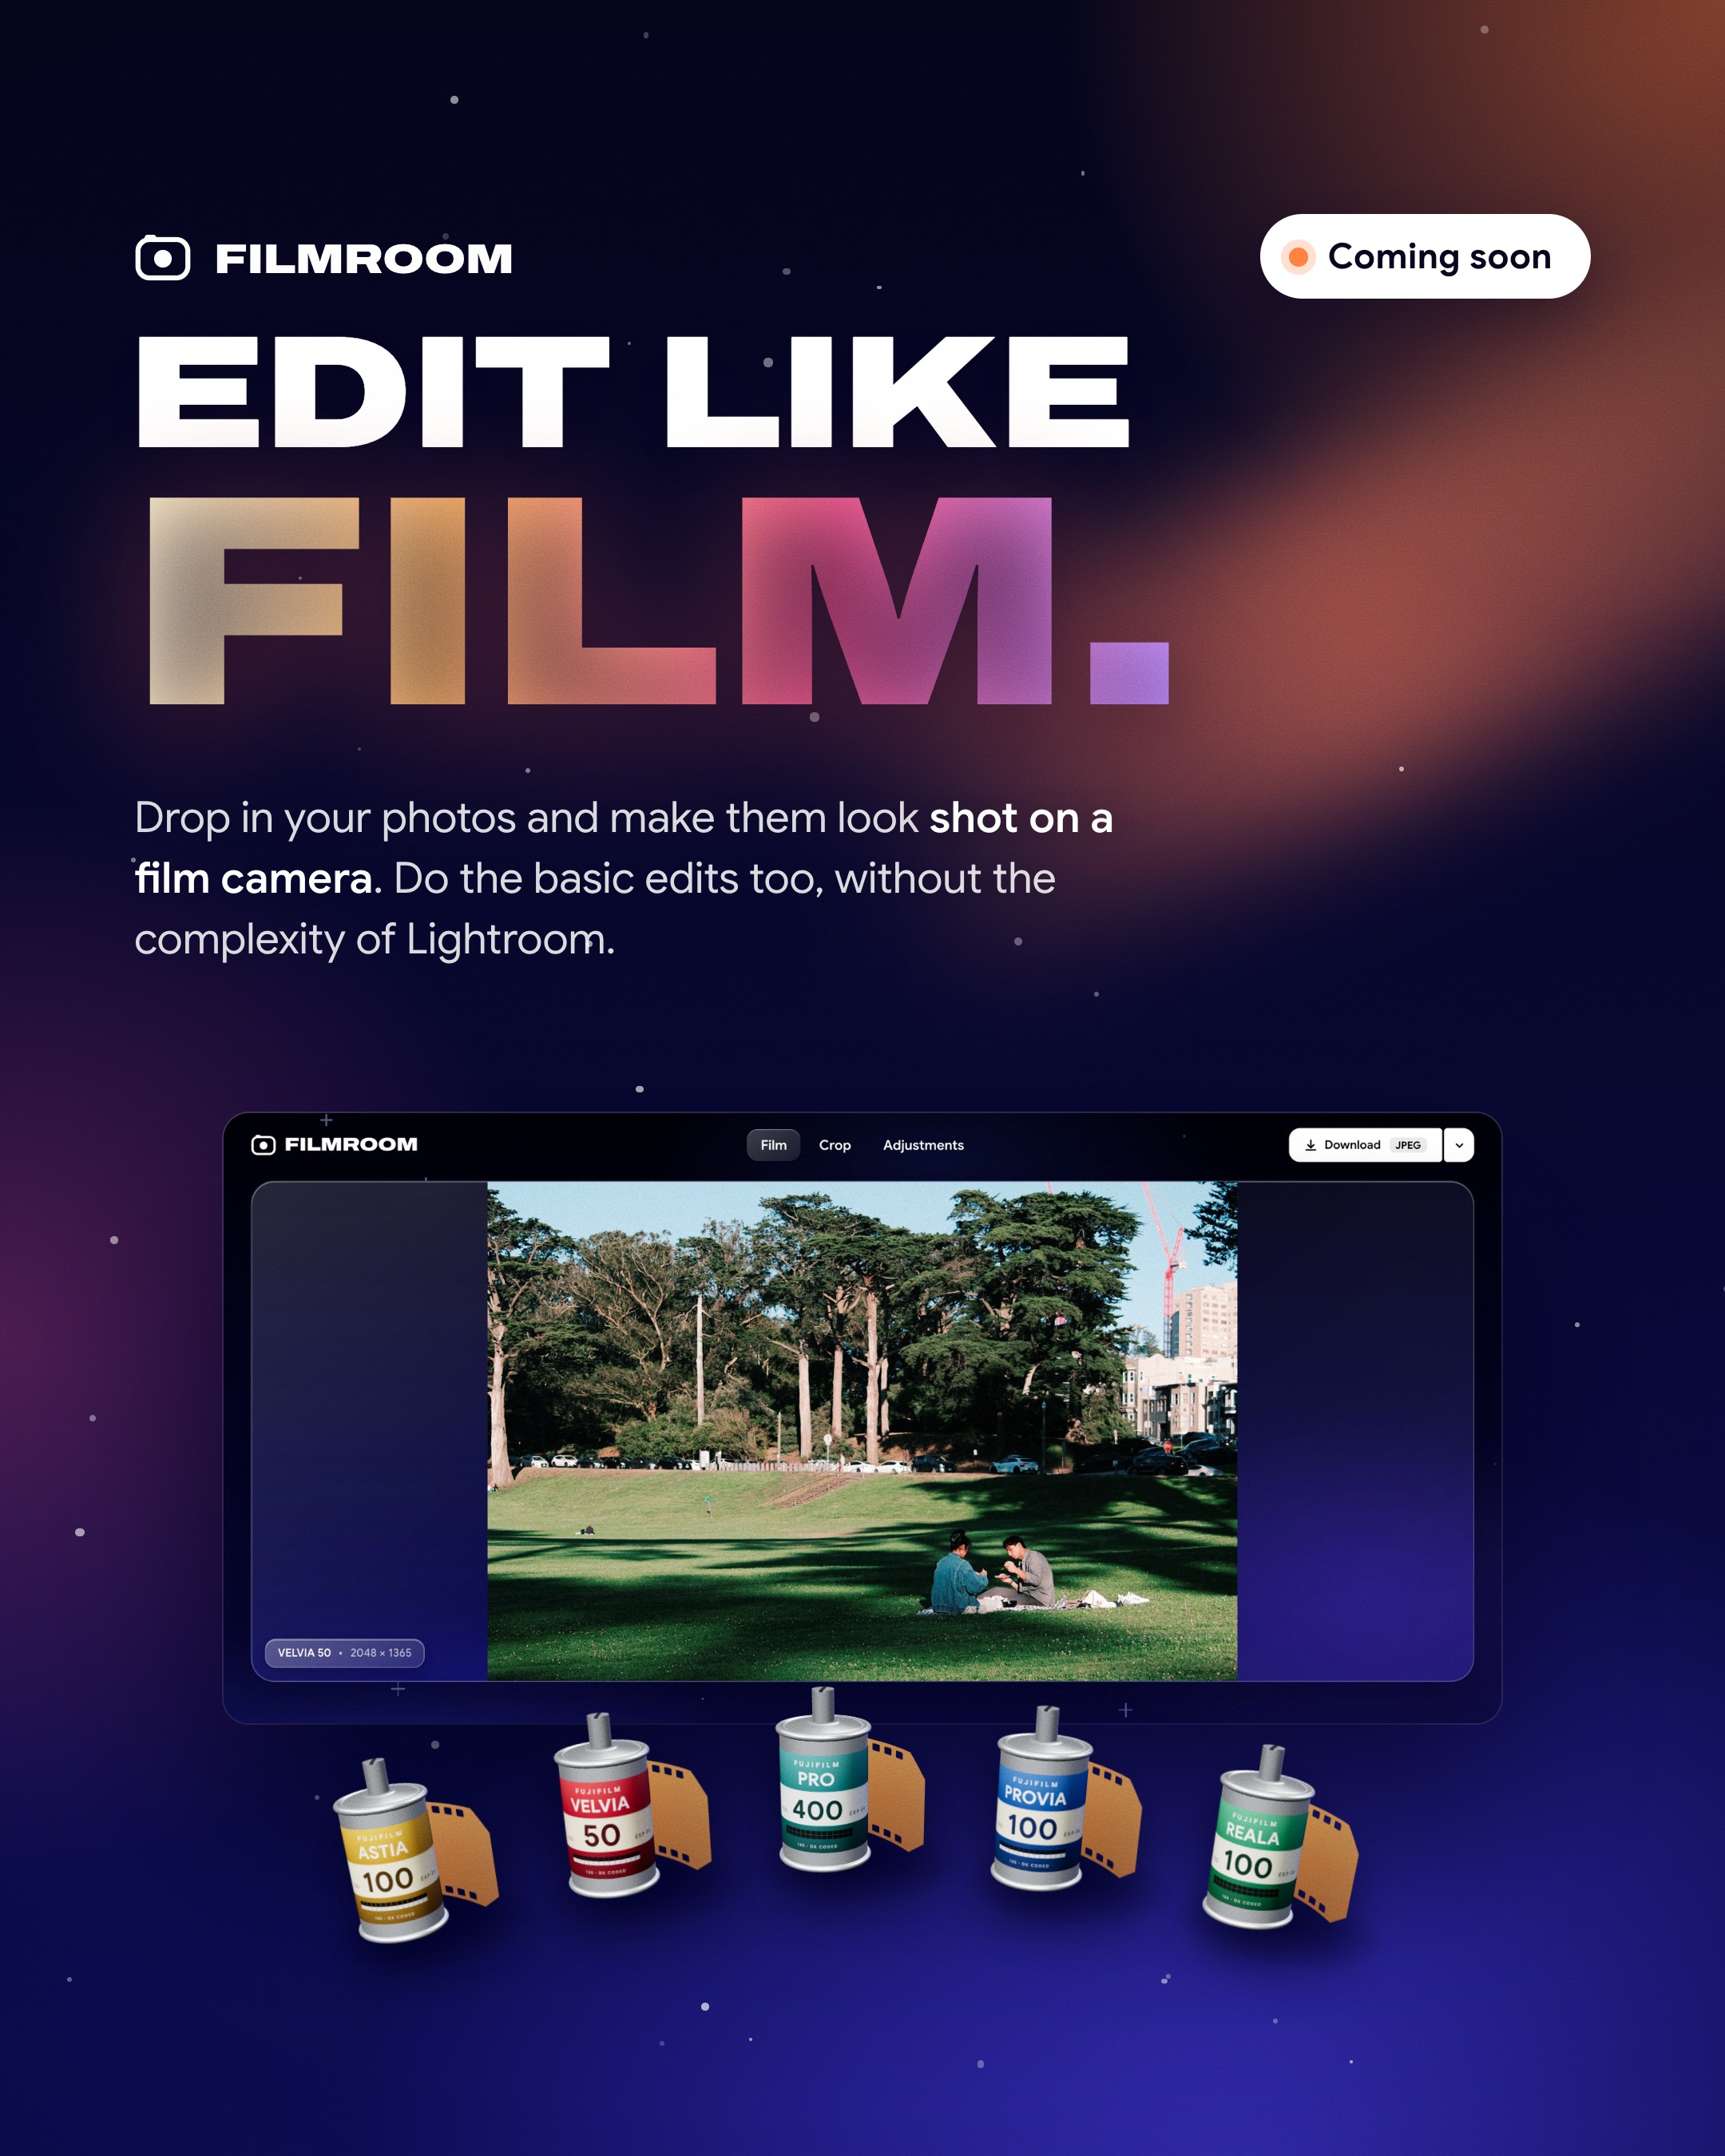 FILMROOM
Coming soon
EDIT LIKE
FILM.
Drop in your photos and make them look shot on a
film camera. Do the basic edits too, without the
complexity of Lightroom.
FILMROOM
Film
Crop
Adjustments
Download JPEG
VELVIA 50 • 2048 × 1365
FUJIFILM
ASTIA
100
FUJIFILM
VELVIA
50
FUJIFILM
PRO
400
FUJIFILM
PROVIA
100
FUJIFILM
REALA
100